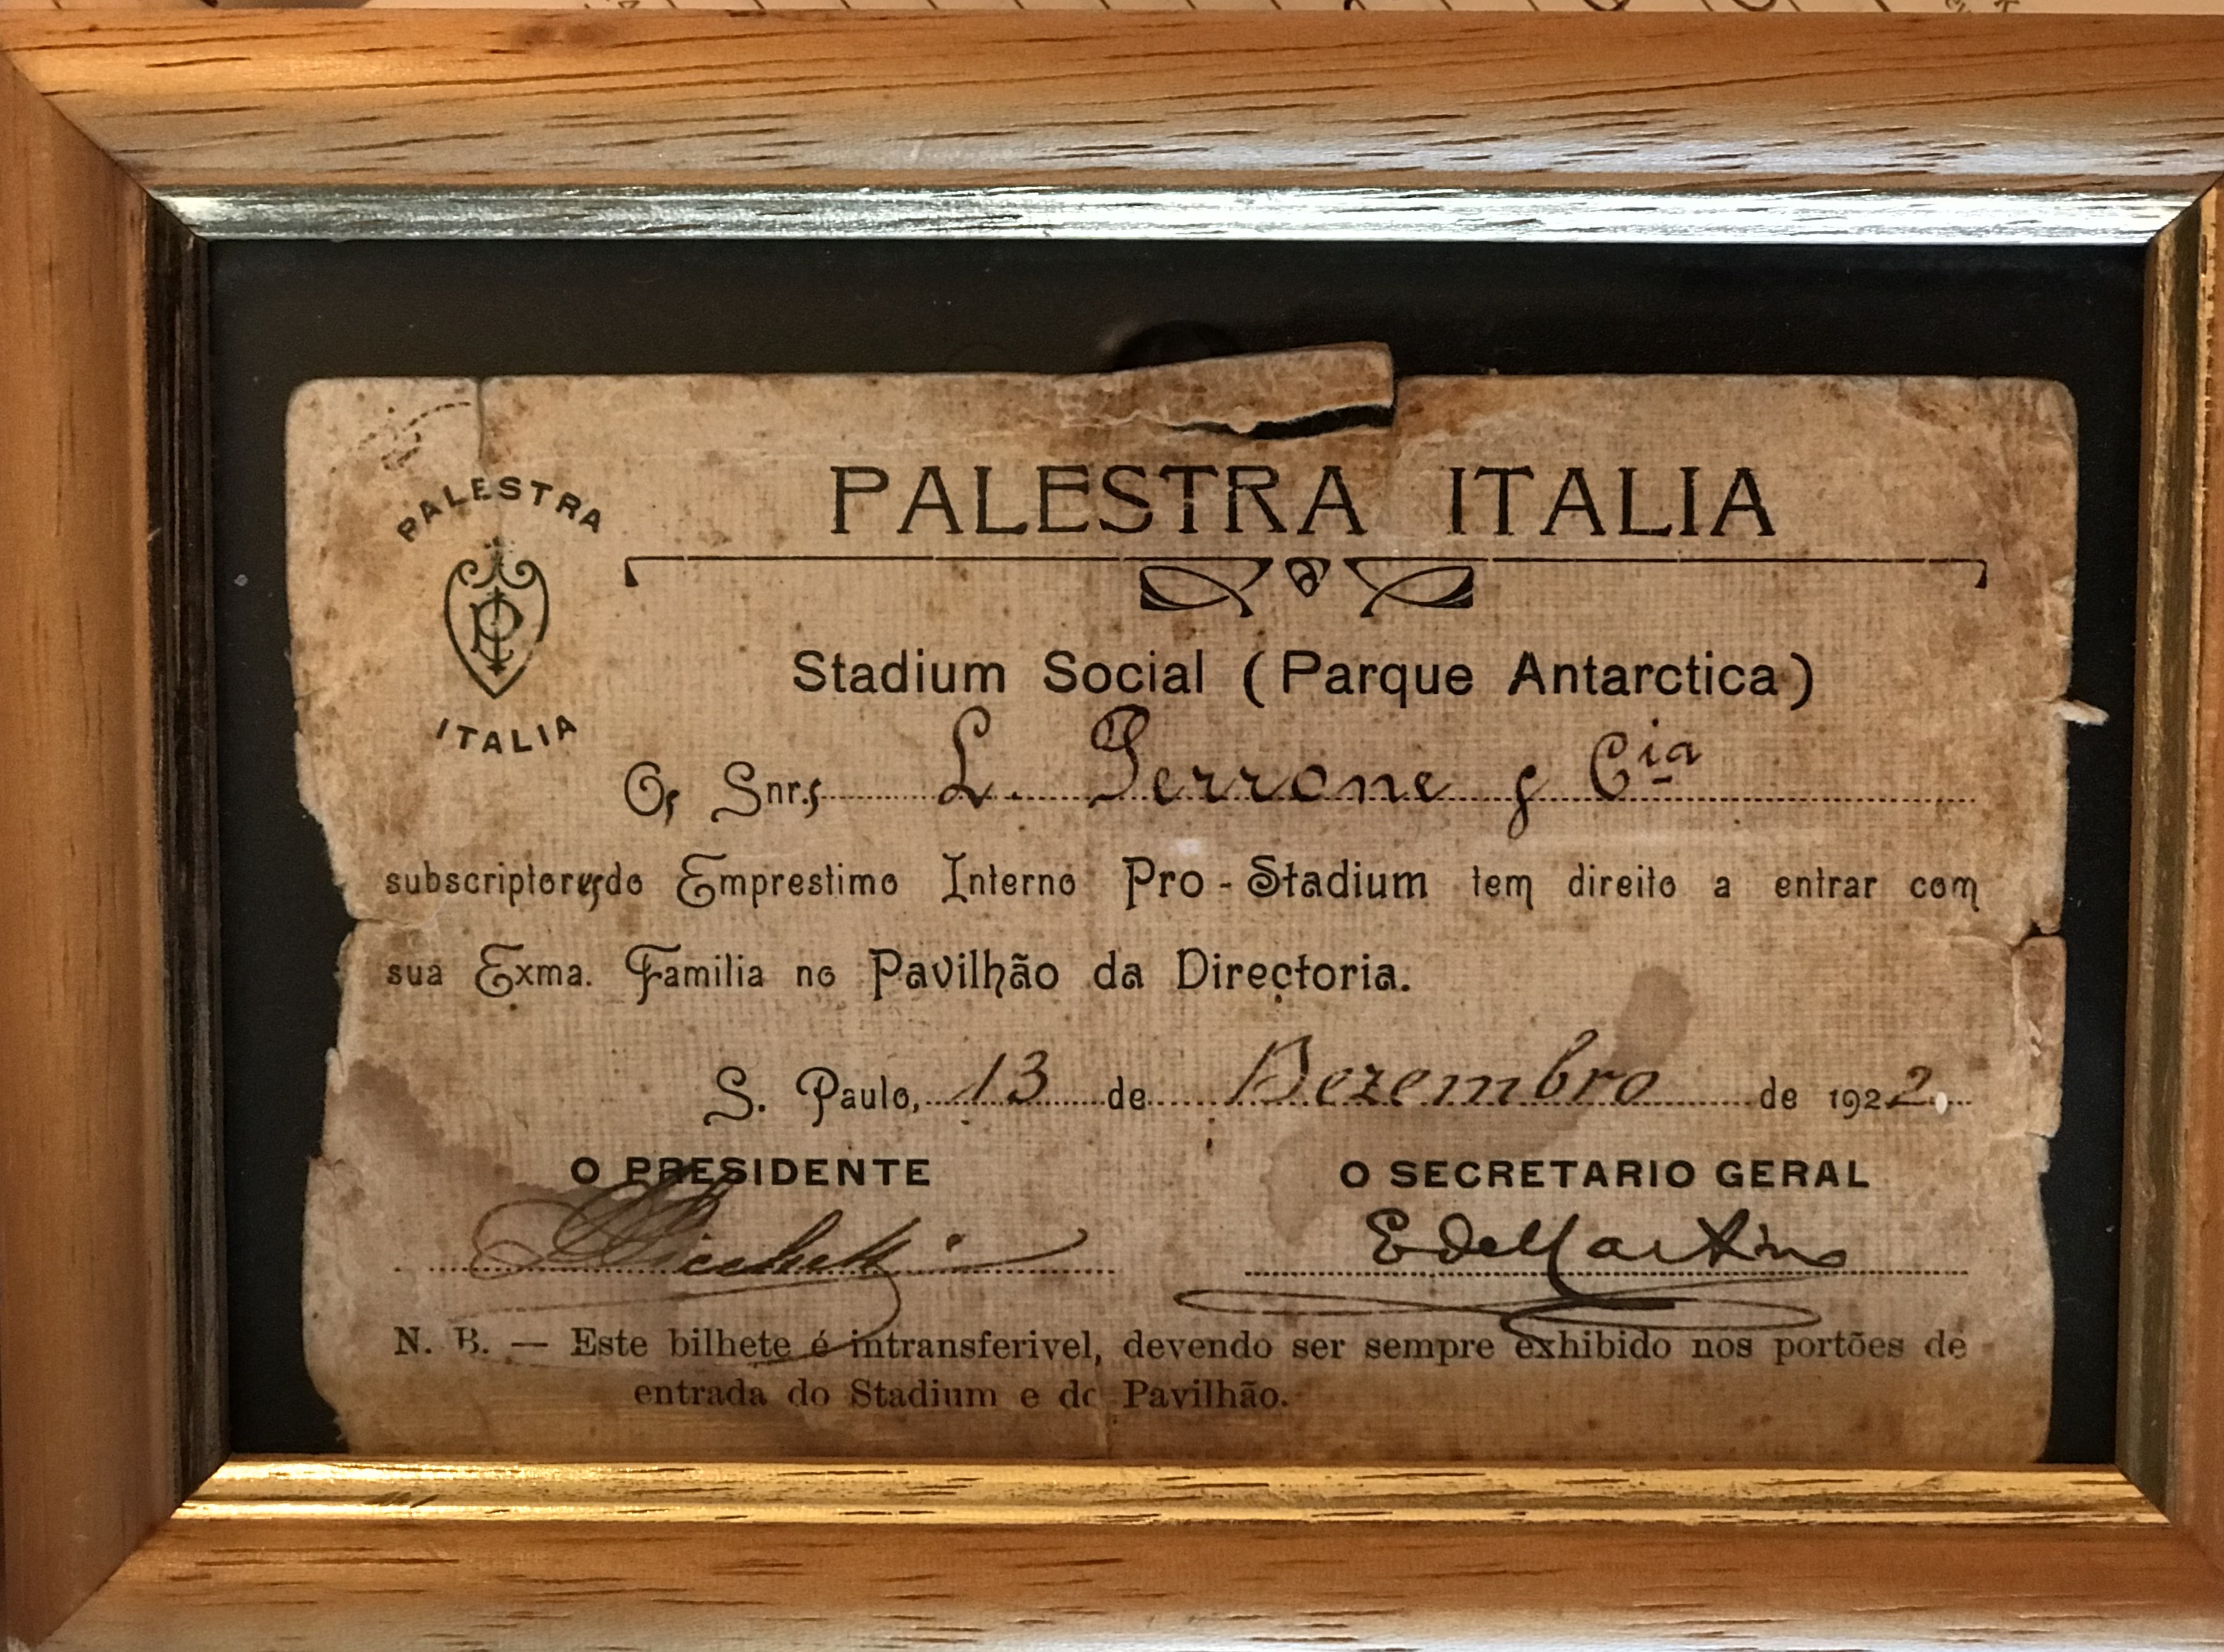 PALESTRA ITALIA
PALESTRA
ITALIA
Stadium Social (Parque Antarctica)
Os Snrs L. Perrone & Cia
subscriptores do Emprestimo Interno Pro-Stadium tem direito a entrar com
sua Exma. Familia no Pavilhão da Directoria.
S. Paulo, 13 de Dezembro de 1922.
O PRESIDENTE O SECRETARIO GERAL
E de Martino
N. B. — Este bilhete é intransferivel, devendo ser sempre exhibido nos portões de
entrada do Stadium e do Pavilhão.